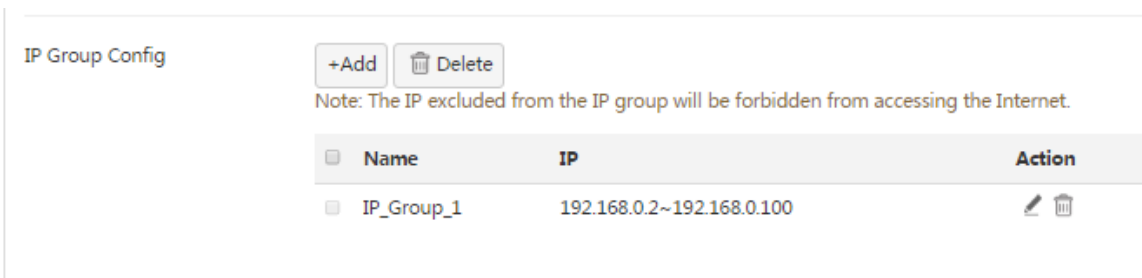 IP Group Config
+Add Delete
Note: The IP excluded from the IP group will be forbidden from accessing the Internet.
Name IP Action
IP_Group_1 192.168.0.2~192.168.0.100